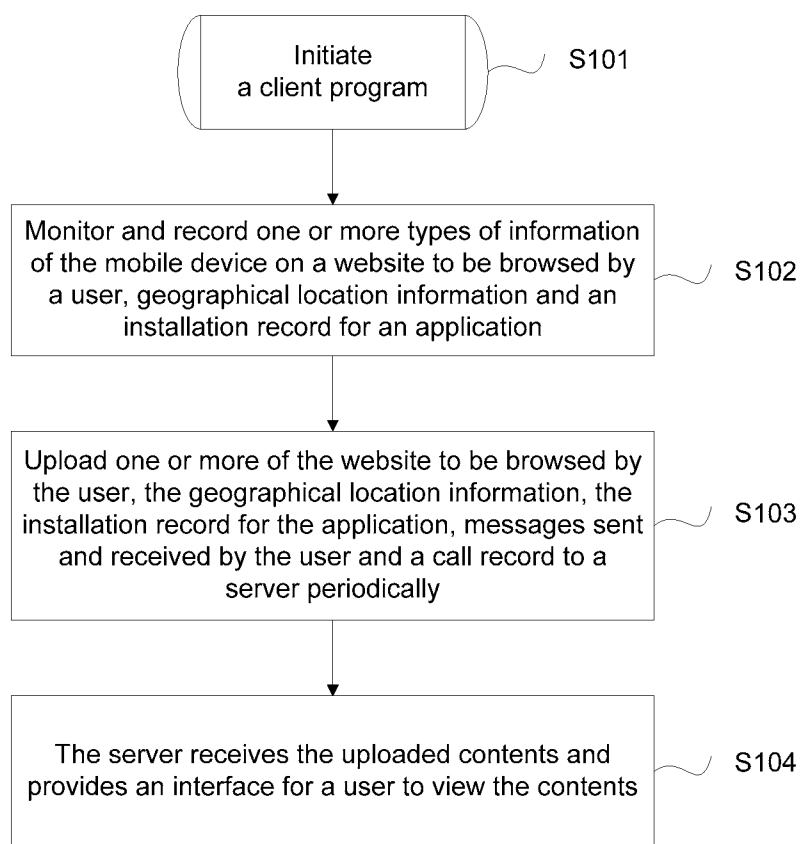 Initiate
a client program
S101
Monitor and record one or more types of information
of the mobile device on a website to be browsed by
a user, geographical location information and an
installation record for an application
S102
Upload one or more of the website to be browsed by
the user, the geographical location information, the
installation record for the application, messages sent
and received by the user and a call record to a
server periodically
S103
The server receives the uploaded contents and
provides an interface for a user to view the contents
S104